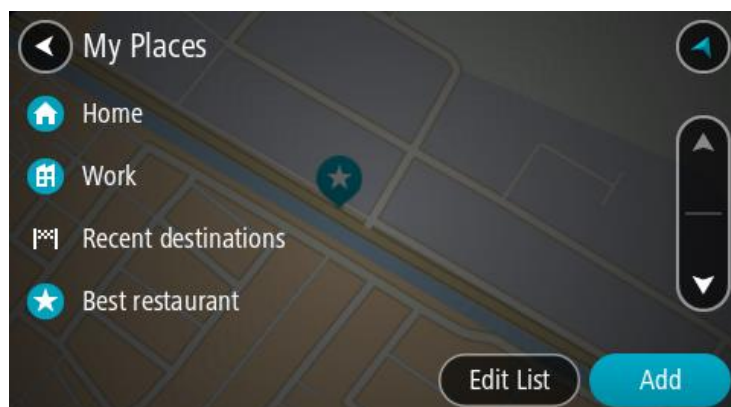 My Places
Home
Work
Recent destinations
Best restaurant
Edit List
Add